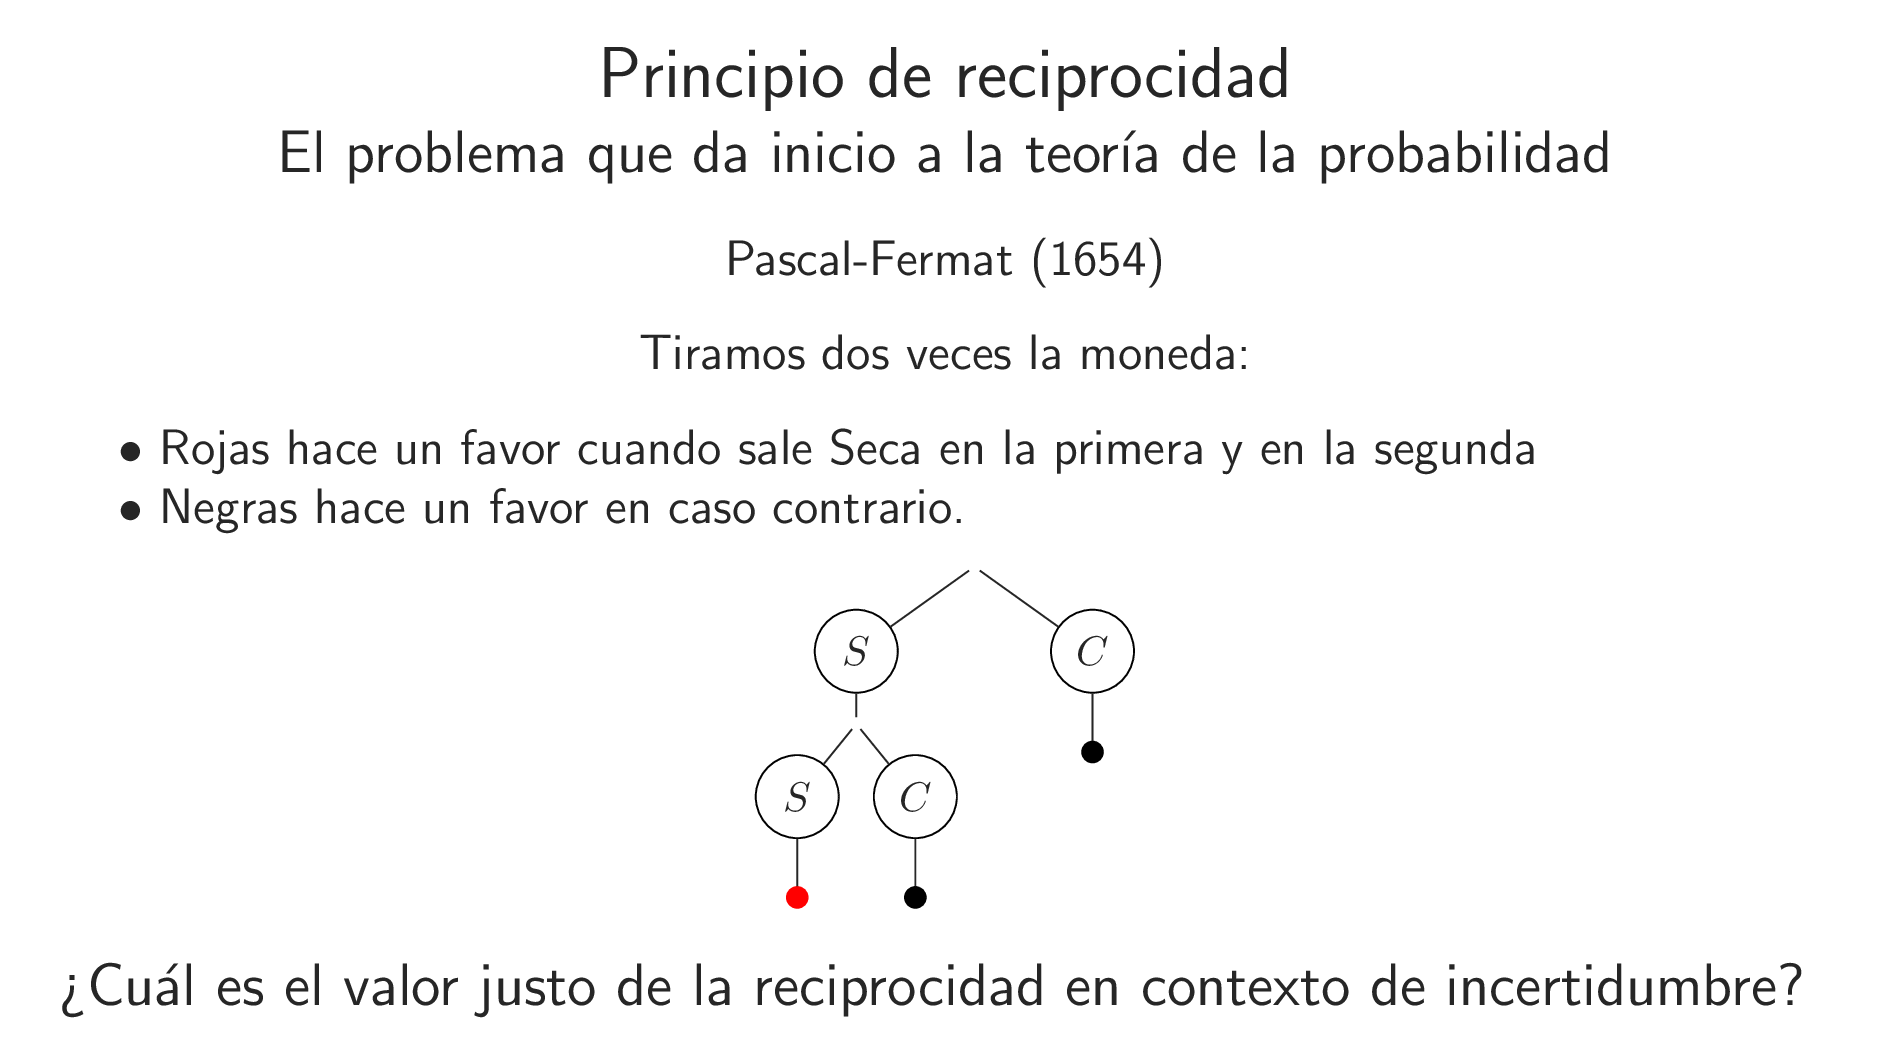 Principio de reciprocidad
El problema que da inicio a la teoría de la probabilidad
Pascal-Fermat (1654)
Tiramos dos veces la moneda:
• Rojas hace un favor cuando sale Seca en la primera y en la segunda
• Negras hace un favor en caso contrario.
S C
S C
¿Cuál es el valor justo de la reciprocidad en contexto de incertidumbre?